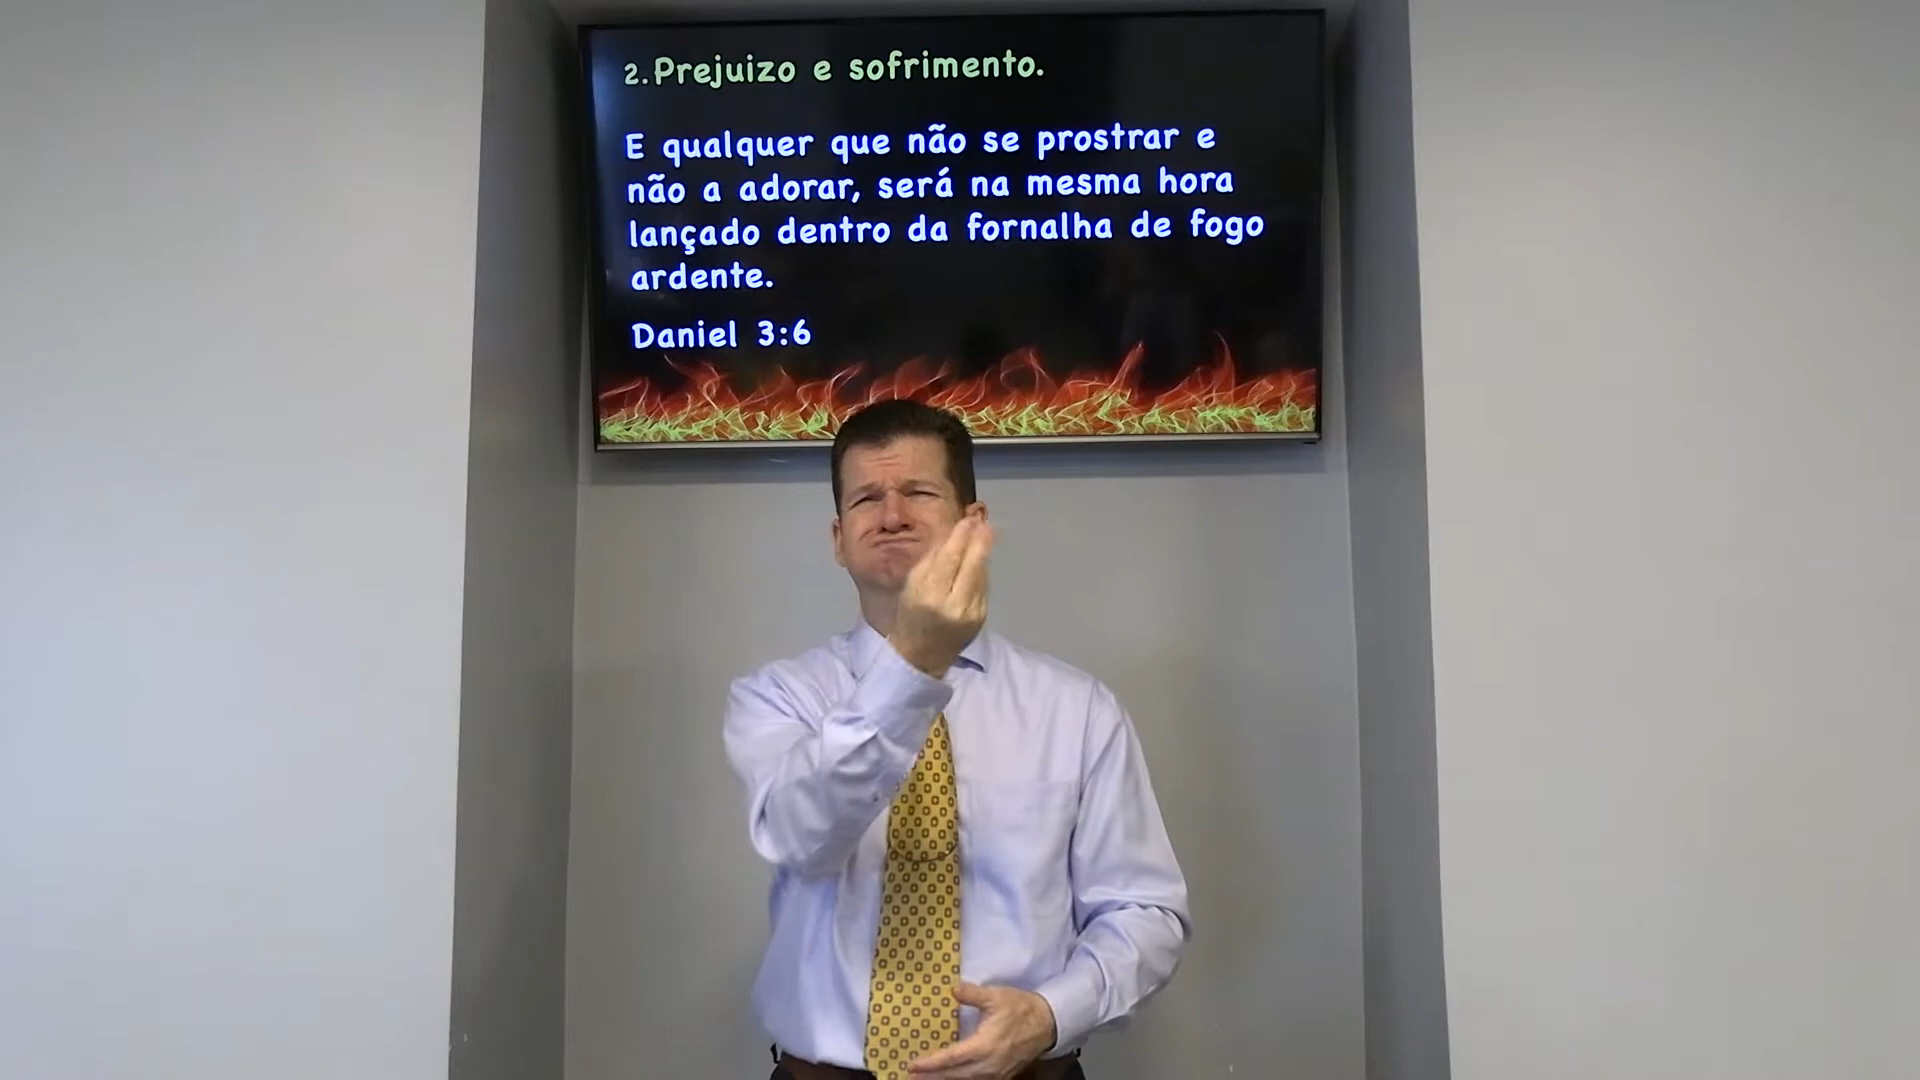 2. Prejuizo e sofrimento.
E qualquer que não se prostrar e
não a adorar, será na mesma hora
lançado dentro da fornalha de fogo
ardente.
Daniel 3:6